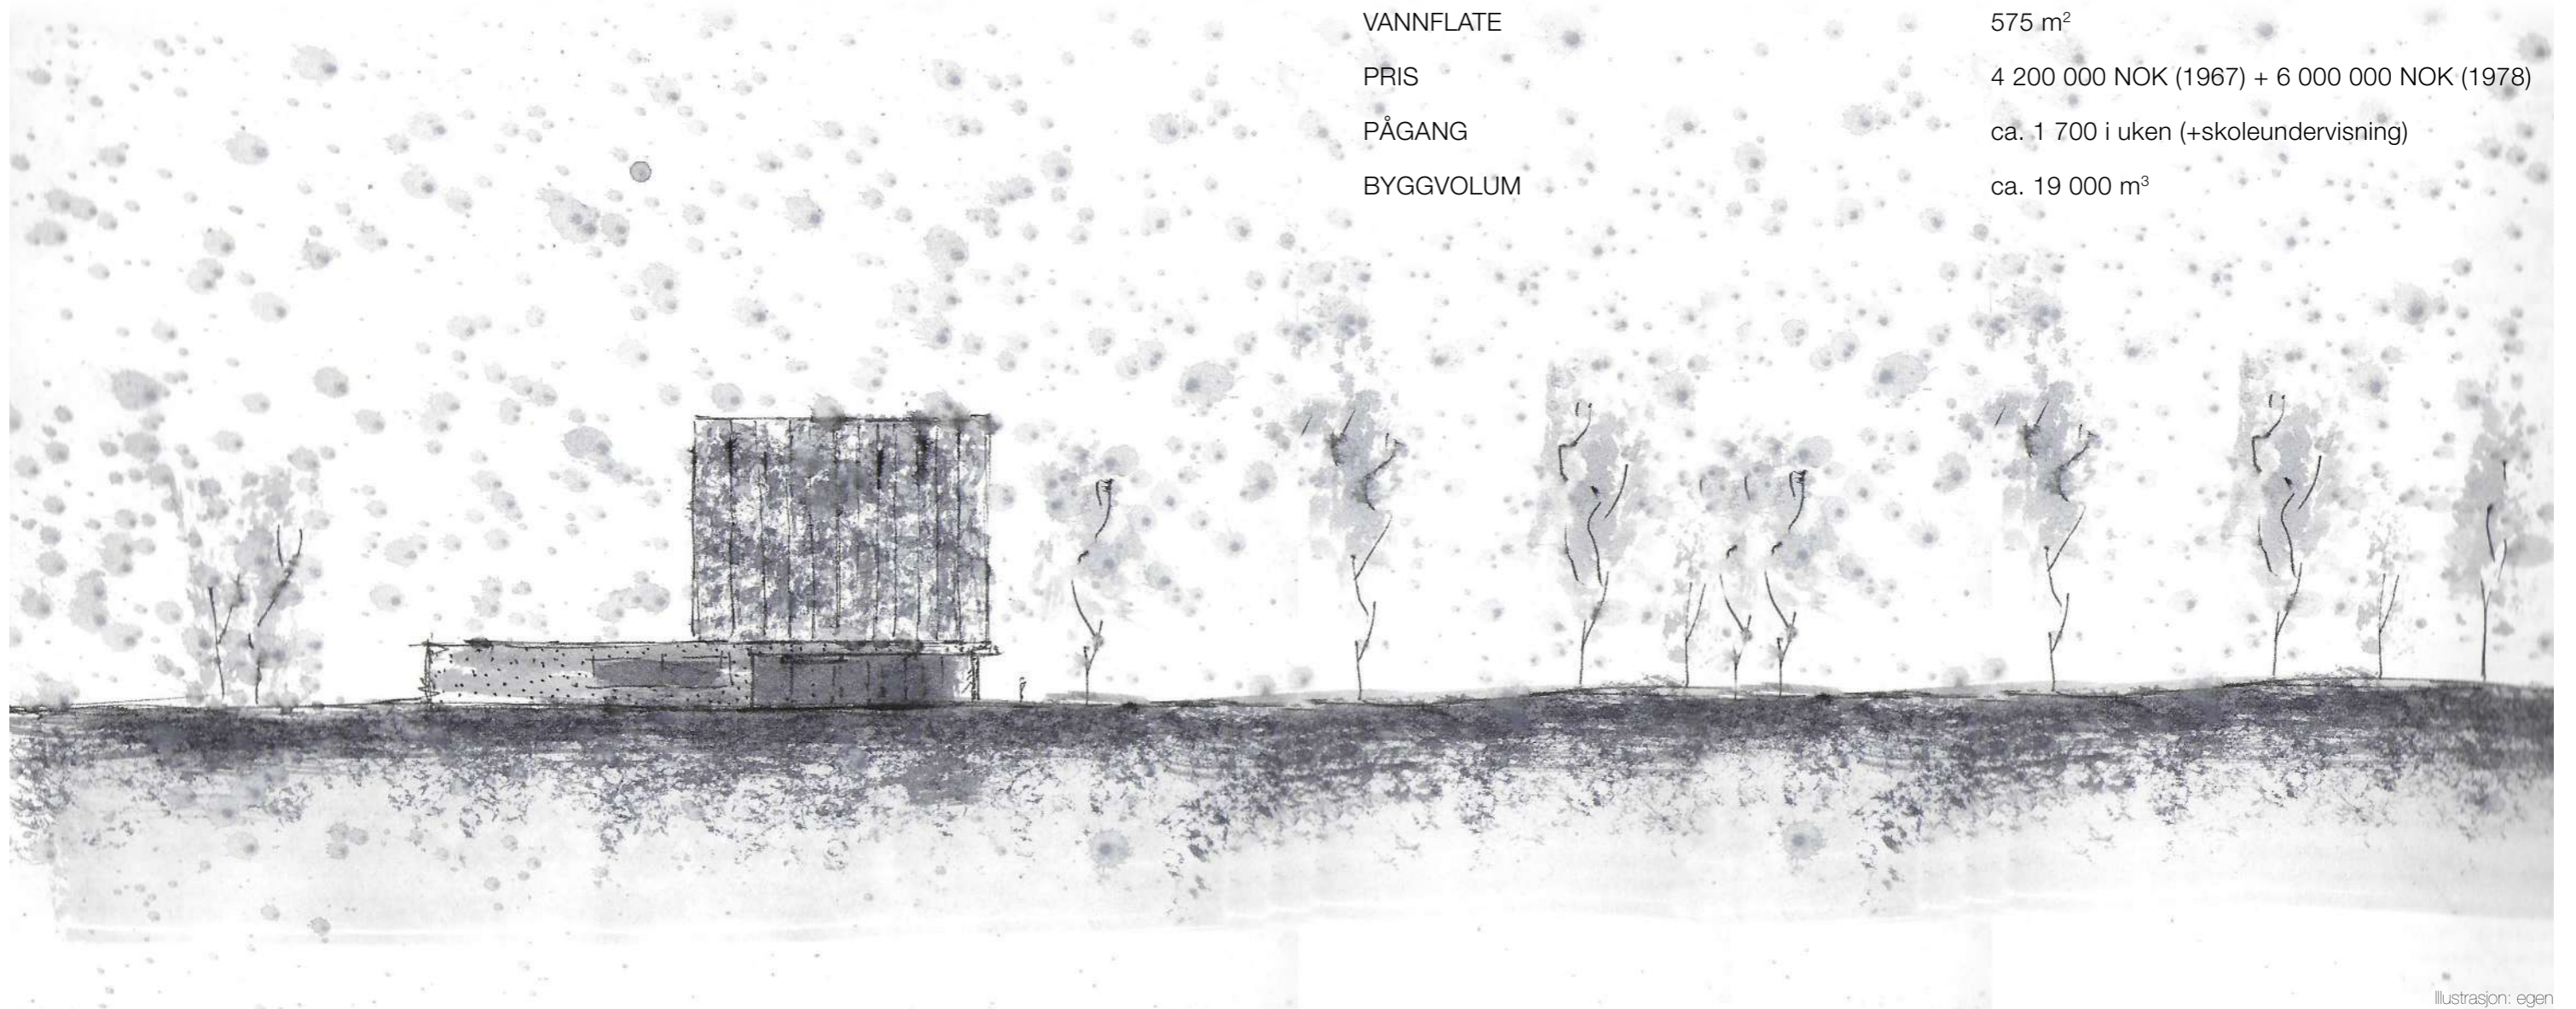 VANNFLATE 575 m²
PRIS 4 200 000 NOK (1967) + 6 000 000 NOK (1978)
PÅGANG ca. 1 700 i uken (+skoleundervisning)
BYGGVOLUM ca. 19 000 m³
Illustrasjon: egen